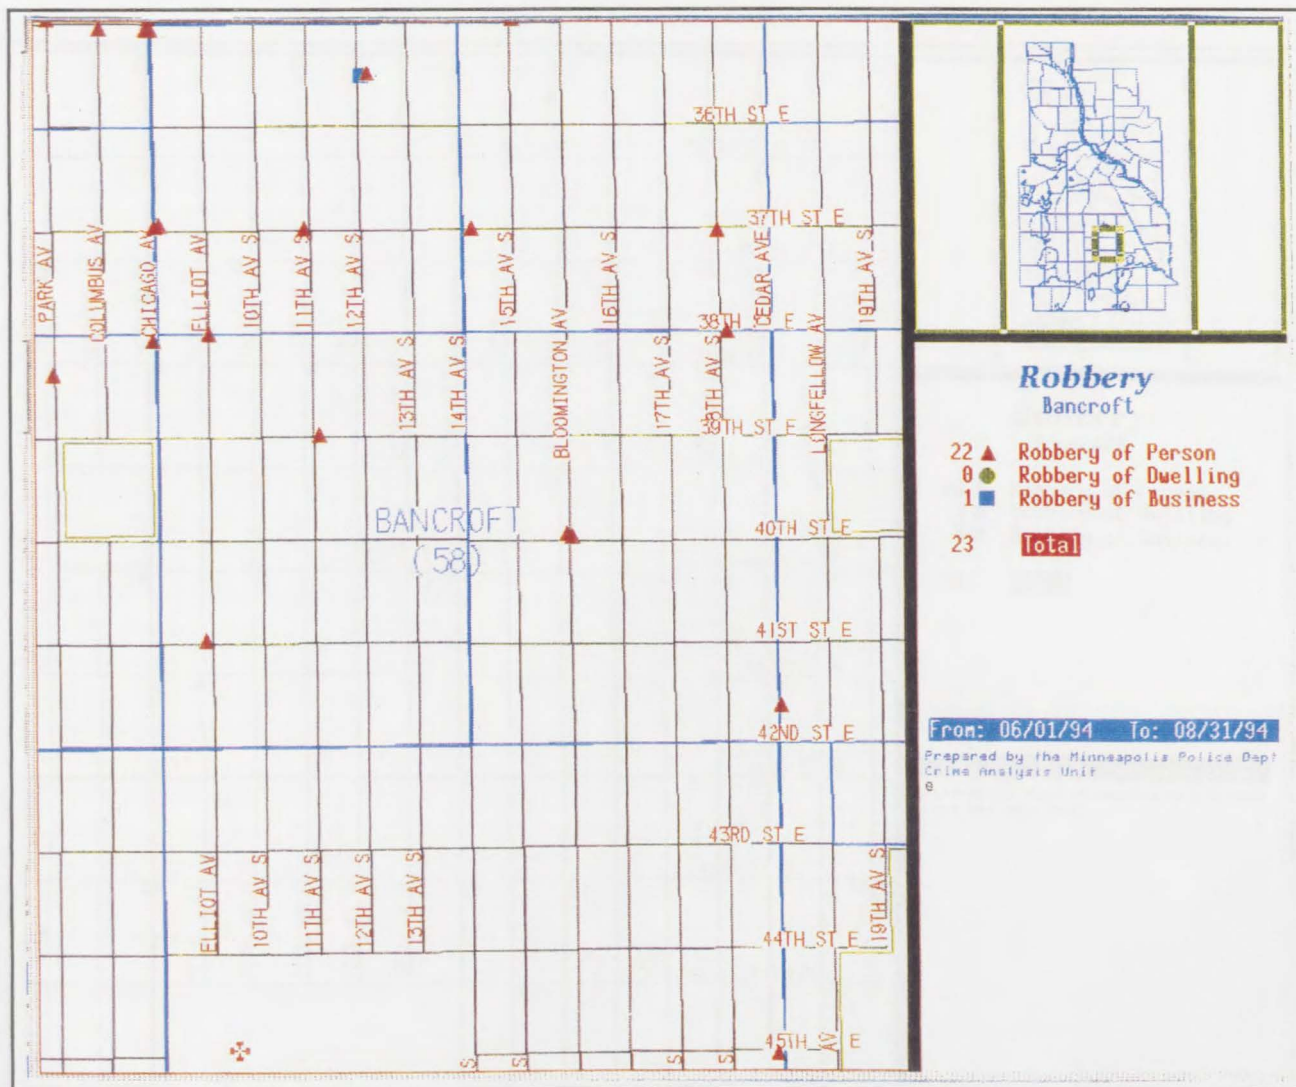 36TH ST E
37TH ST E
PARK AV
COLUMBUS AV
CHICAGO AV
ELLIOT AV
10TH AV S
11TH AV S
12TH AV S
15TH AV S
16TH AV S
CEDAR AVE
19TH AV S
38TH ST E
13TH AV S
14TH AV S
BLOOMINGTON AV
17TH AV S
18TH AV S
LONGFELLOW AV
39TH ST E
BANCROFT
(58)
40TH ST E
41ST ST E
42ND ST E
43RD ST E
ELLIOT AV
10TH AV S
11TH AV S
12TH AV S
13TH AV S
19TH AV S
44TH ST E
45TH AV E
S
S
S
S
Robbery
Bancroft
22 Robbery of Person
0 Robbery of Dwelling
1 Robbery of Business
23 Total
From: 06/01/94 To: 08/31/94
Prepared by the Minneapolis Police Dept
Crime Analysis Unit
0